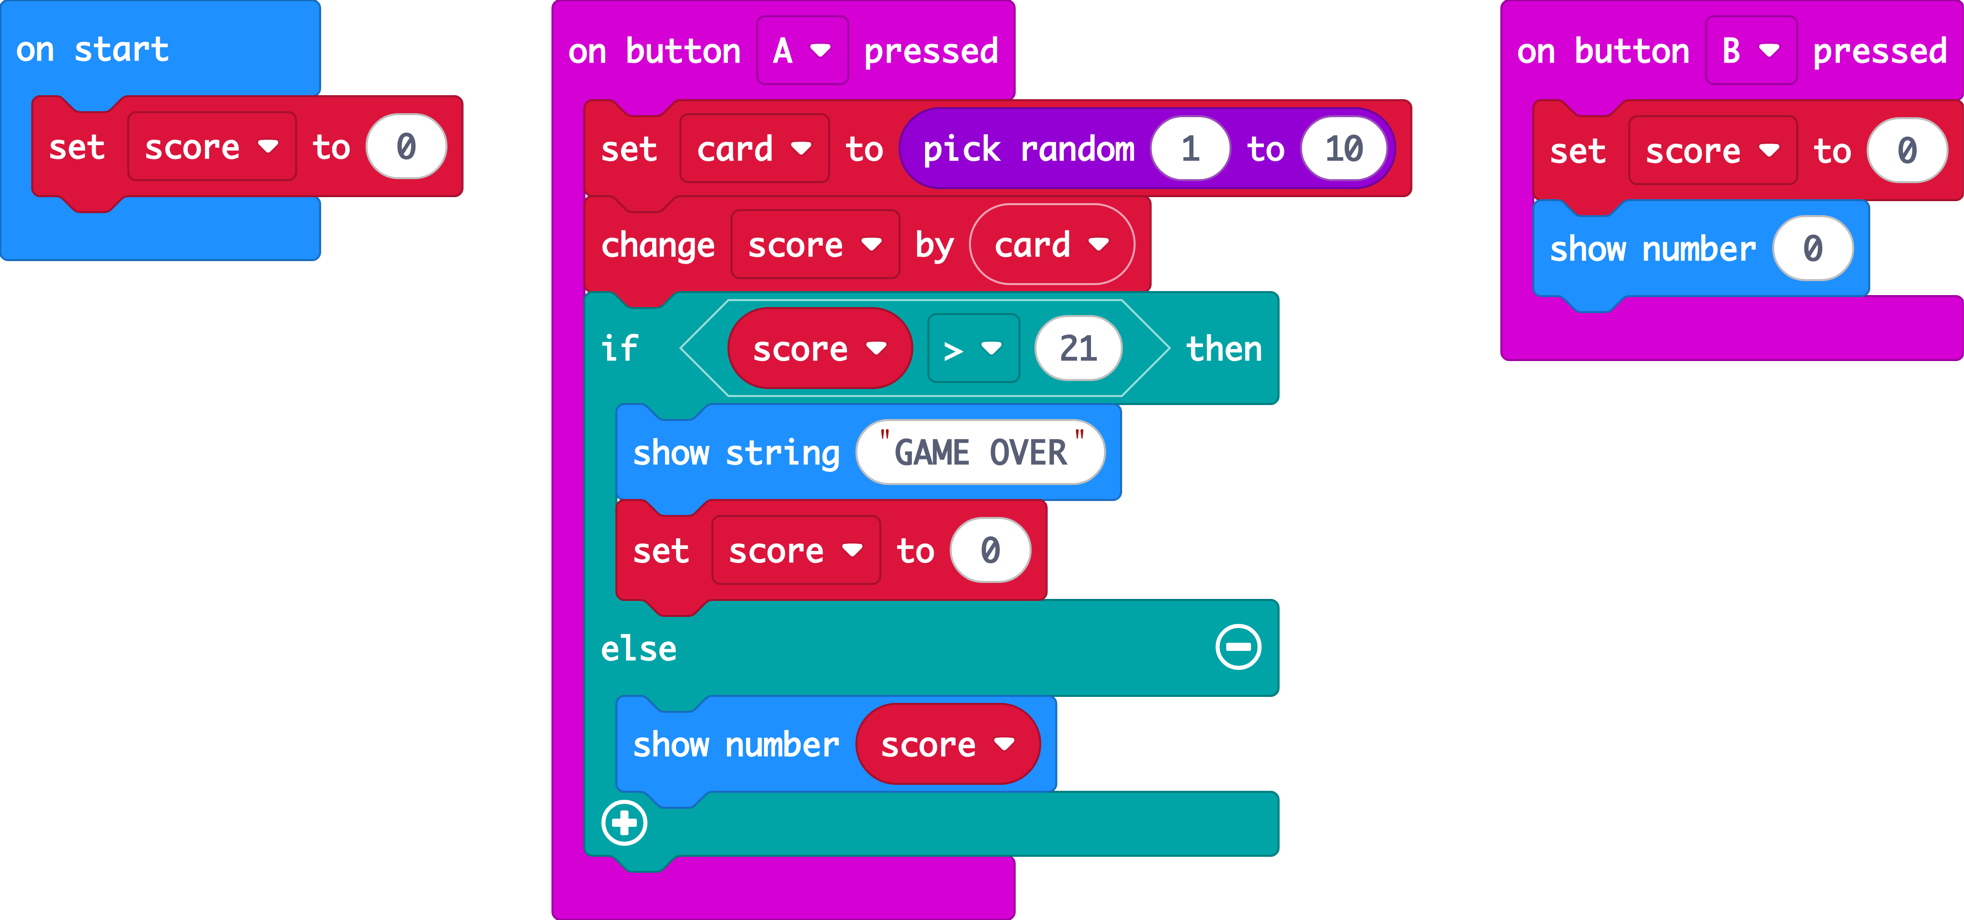 on start
set score to 0
on button A pressed
set card to pick random 1 to 10
change score by card
if score > 21 then
show string "GAME OVER"
set score to 0
else
show number score
on button B pressed
set score to 0
show number 0